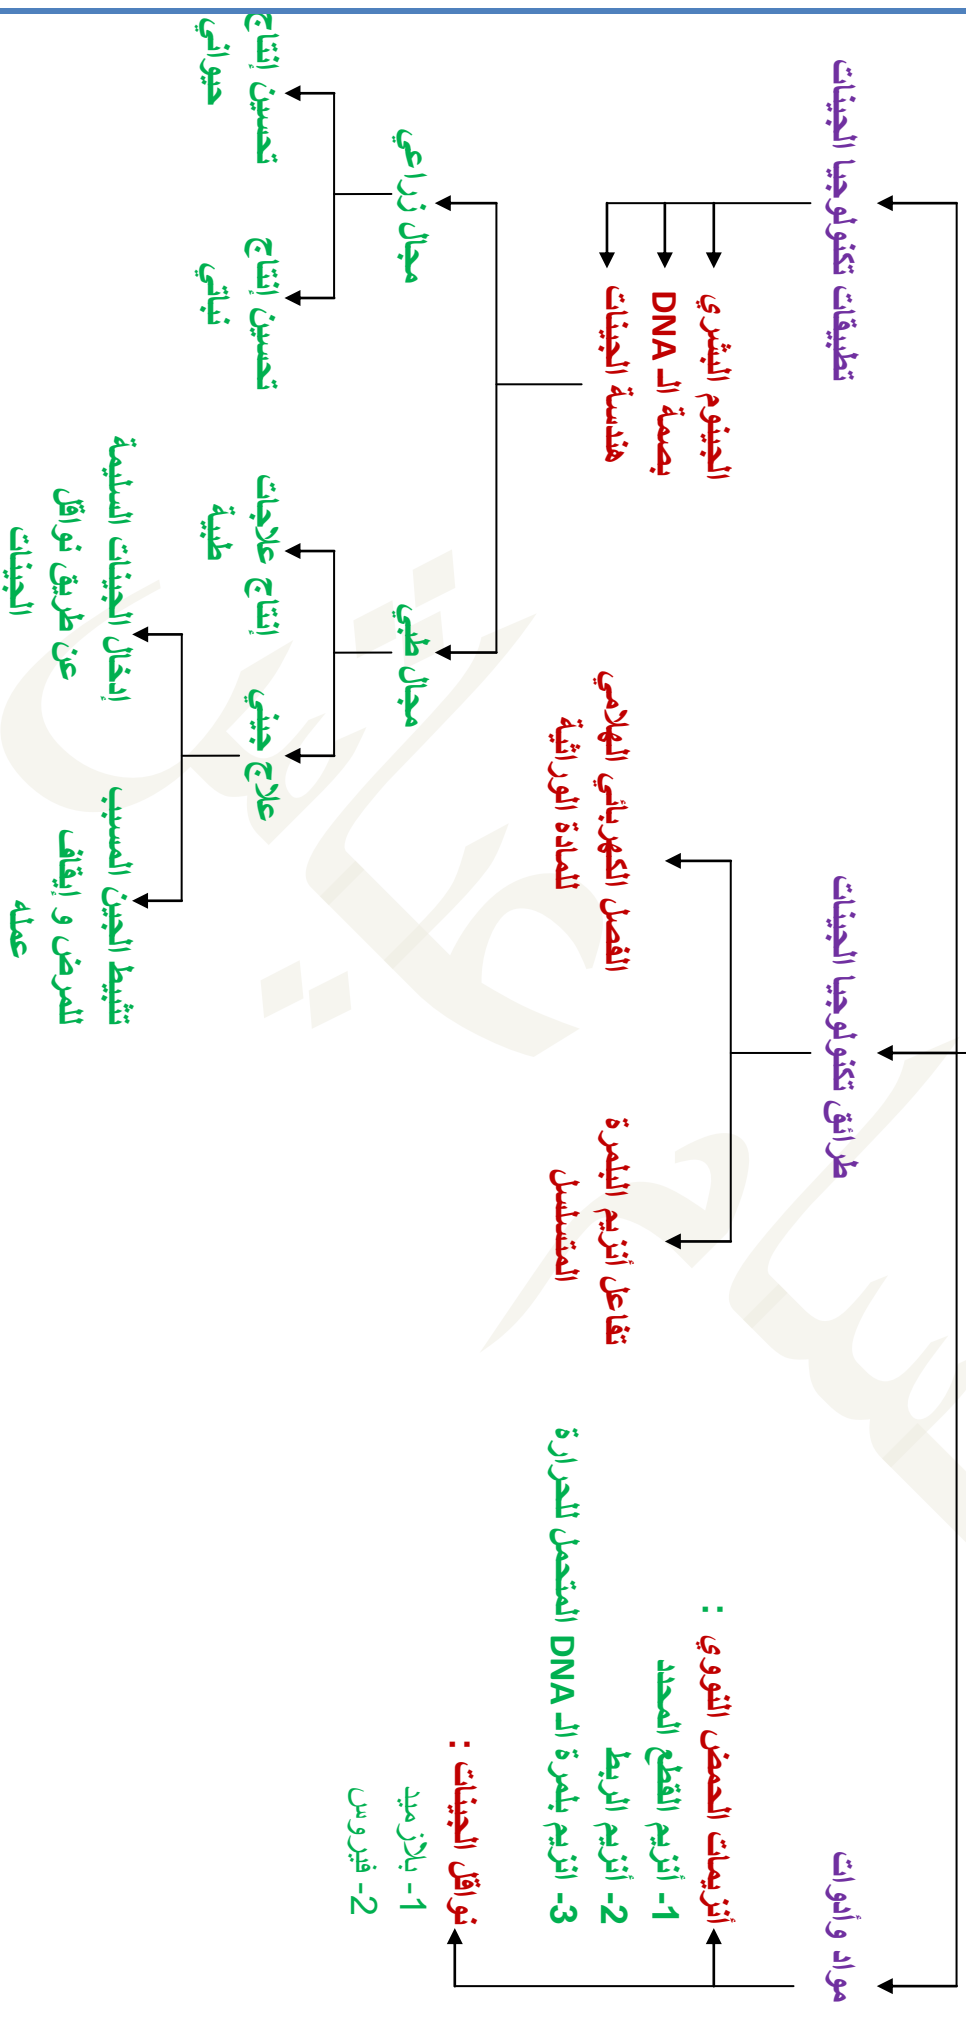 مواد وأدوات
أنزيمات الحمض النووي :
1- أنزيم القطع المحدد
2- أنزيم الربط
3- انزيم بلمرة الـ DNA المتحمل للحرارة
نواقل الجينات :
1- بلازميد
2- فيروس
طرائق تكنولوجيا الجينات
تفاعل أنزيم البلمرة
المتسلسل
الفصل الكهربائي الهلامي
للمادة الوراثية
تطبيقات تكنولوجيا الجينات
الجينوم البشري
بصمة الـ DNA
هندسة الجينات
مجال طبي
علاج جيني
تثبيط الجين المسبب
للمرض و إيقاف
عمله
إدخال الجينات السليمة
عن طريق نواقل
الجينات
إنتاج علاجات
طبية
مجال زراعي
تحسين إنتاج
نباتي
تحسين إنتاج
حيواني